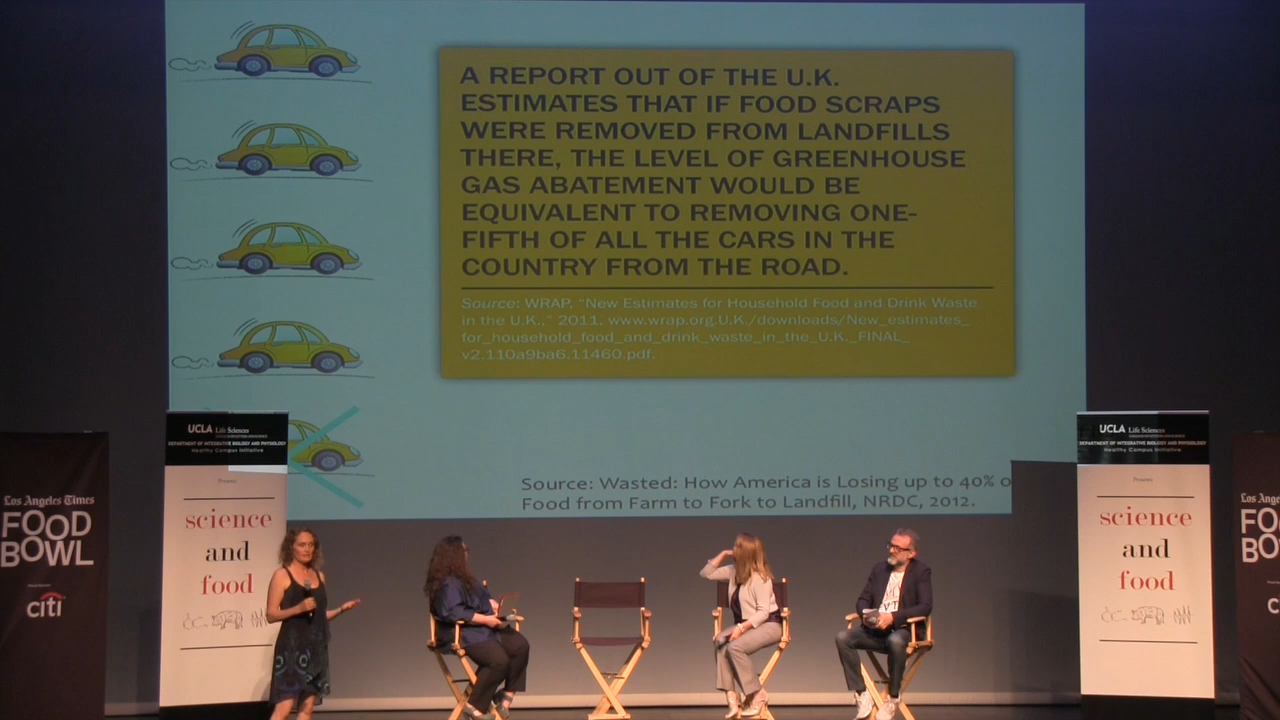 A REPORT OUT OF THE U.K.
ESTIMATES THAT IF FOOD SCRAPS
WERE REMOVED FROM LANDFILLS
THERE, THE LEVEL OF GREENHOUSE
GAS ABATEMENT WOULD BE
EQUIVALENT TO REMOVING ONE-
FIFTH OF ALL THE CARS IN THE
COUNTRY FROM THE ROAD.
Source: WRAP, "New Estimates for Household Food and Drink Waste
in the U.K.," 2011, www.wrap.org.U.K./downloads/New_estimates_
for_household_food_and_drink_waste_in_the_U.K._FINAL_
v2.110a9ba6.11460.pdf.
Source: Wasted: How America is Losing up to 40% o
Food from Farm to Fork to Landfill, NRDC, 2012.
Los Angeles Times
FOOD
BOWL
citi
UCLA Life Sciences
DEPARTMENT OF INTEGRATIVE BIOLOGY AND PHYSIOLOGY
Healthy Campus Initiative
Presents
science
and
food
UCLA Life Sciences
DEPARTMENT OF INTEGRATIVE BIOLOGY AND PHYSIOLOGY
Healthy Campus Initiative
Presents
science
and
food
Los Ang
FO
BO
c